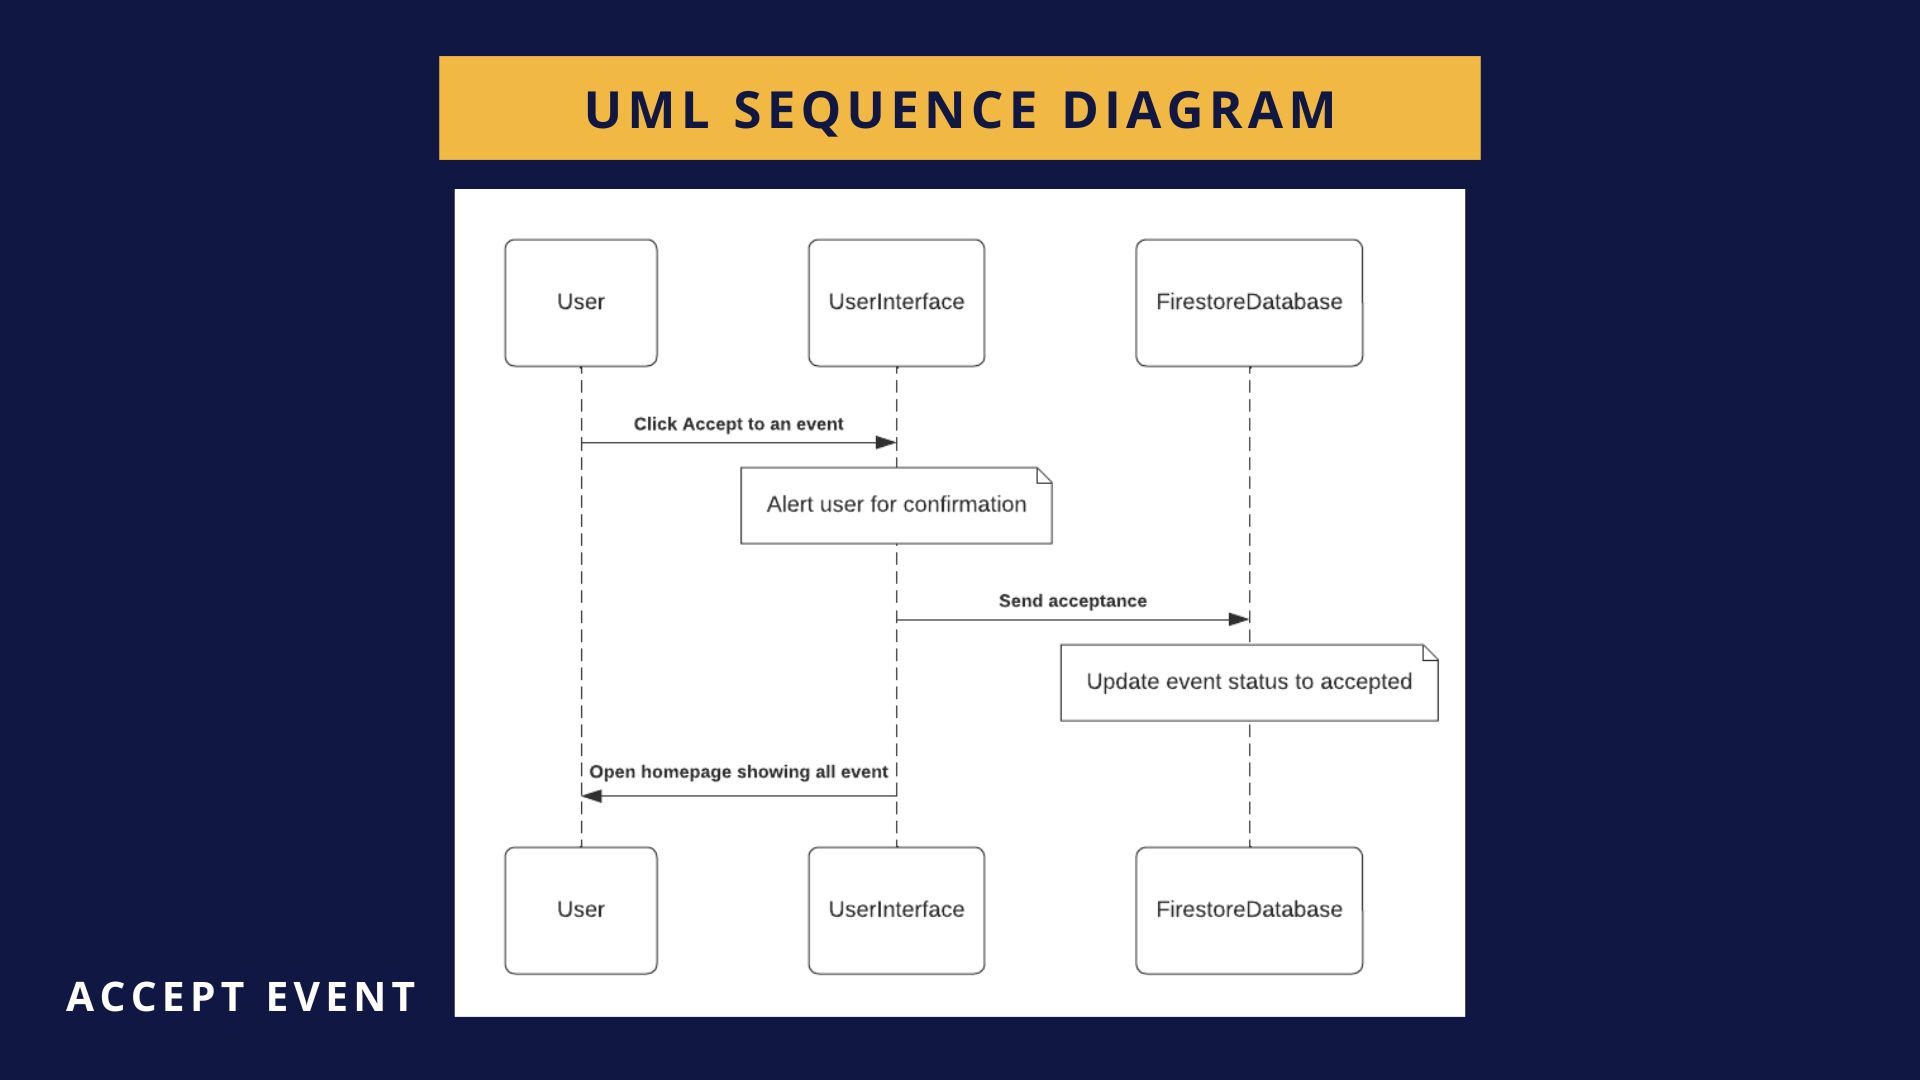 UML SEQUENCE DIAGRAM
User
UserInterface
FirestoreDatabase
Click Accept to an event
Alert user for confirmation
Send acceptance
Update event status to accepted
Open homepage showing all event
User
UserInterface
FirestoreDatabase
ACCEPT EVENT